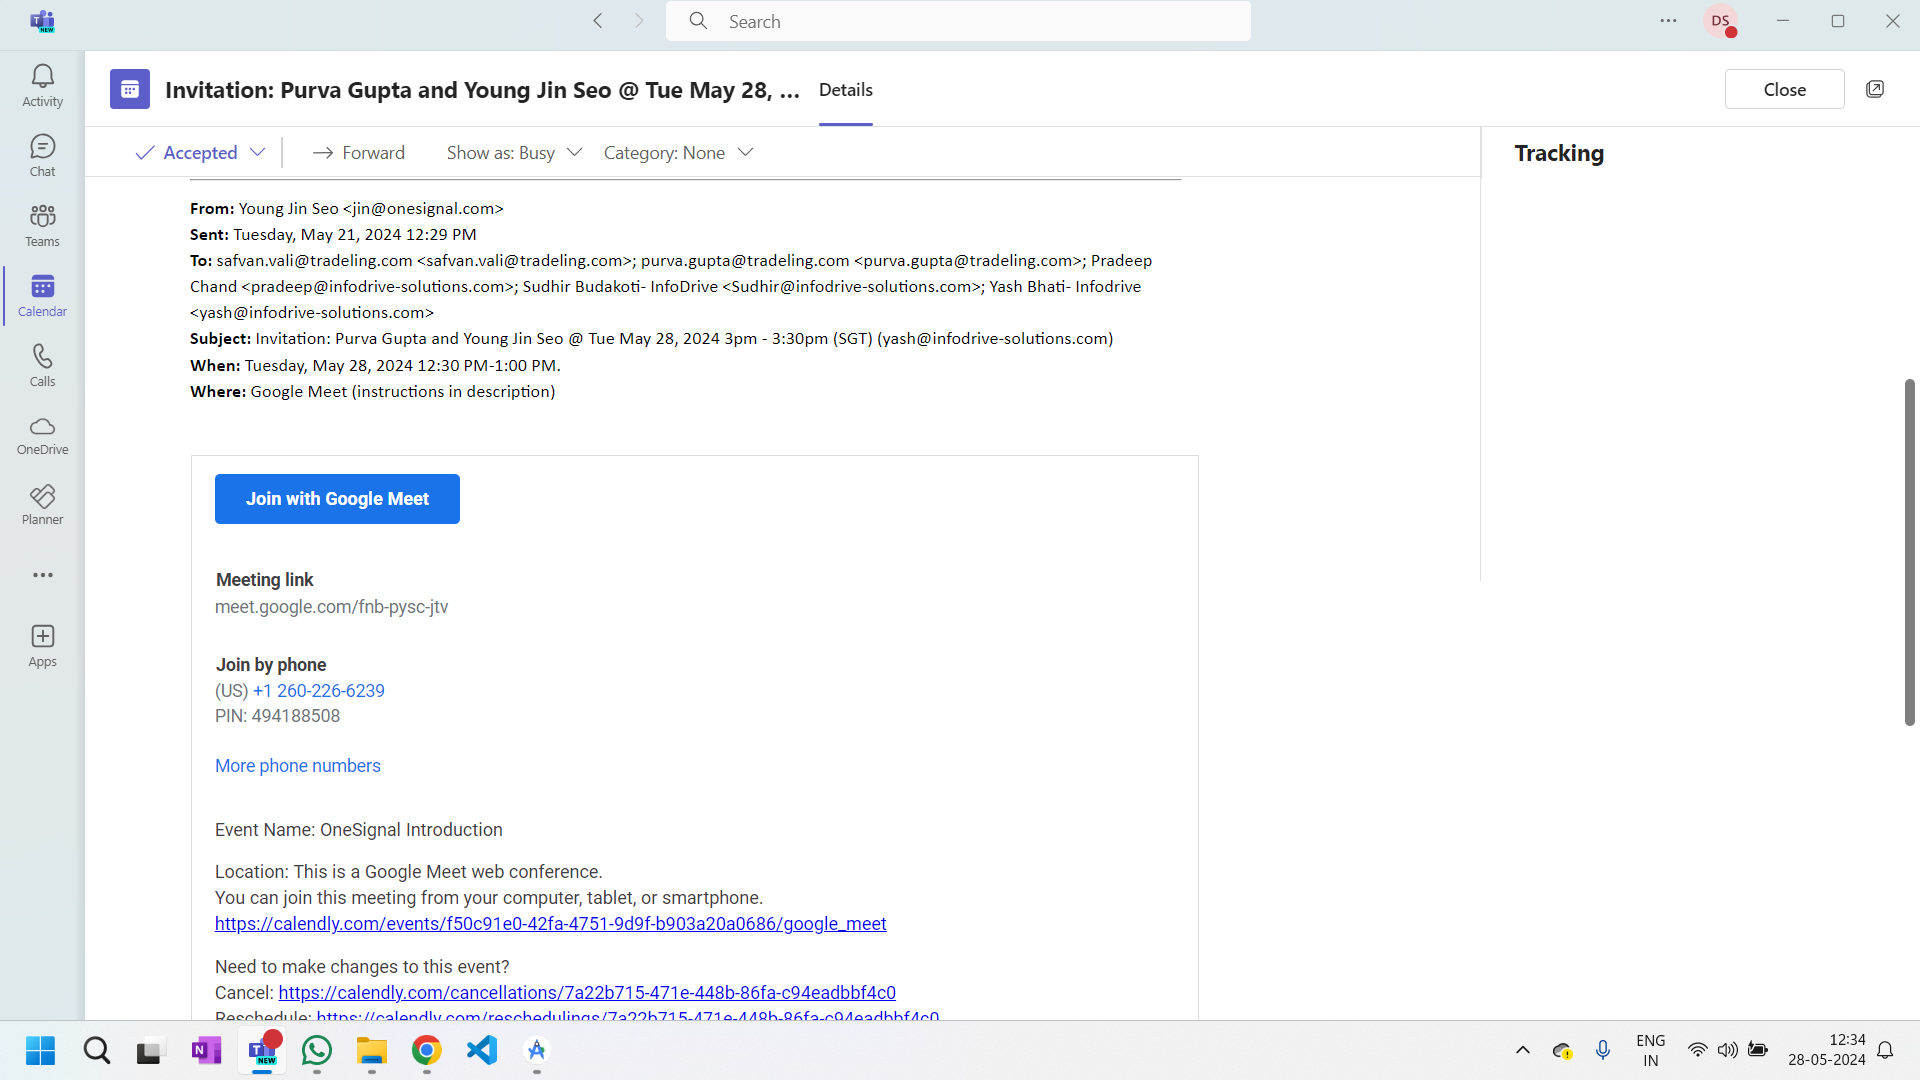 Search
DS
Activity
Chat
Teams
Calendar
Calls
OneDrive
Planner
Apps
Invitation: Purva Gupta and Young Jin Seo @ Tue May 28, ...
Details
Close
Accepted
Forward
Show as: Busy
Category: None
Tracking
From: Young Jin Seo <jin@onesignal.com>
Sent: Tuesday, May 21, 2024 12:29 PM
To: safvan.vali@tradeling.com <safvan.vali@tradeling.com>; purva.gupta@tradeling.com <purva.gupta@tradeling.com>; Pradeep
Chand <pradeep@infodrive-solutions.com>; Sudhir Budakoti- InfoDrive <Sudhir@infodrive-solutions.com>; Yash Bhati- Infodrive
<yash@infodrive-solutions.com>
Subject: Invitation: Purva Gupta and Young Jin Seo @ Tue May 28, 2024 3pm - 3:30pm (SGT) (yash@infodrive-solutions.com)
When: Tuesday, May 28, 2024 12:30 PM-1:00 PM.
Where: Google Meet (instructions in description)
Join with Google Meet
Meeting link
meet.google.com/fnb-pysc-jtv
Join by phone
(US) +1 260-226-6239
PIN: 494188508
More phone numbers
Event Name: OneSignal Introduction
Location: This is a Google Meet web conference.
You can join this meeting from your computer, tablet, or smartphone.
https://calendly.com/events/f50c91e0-42fa-4751-9d9f-b903a20a0686/google_meet
Need to make changes to this event?
Cancel: https://calendly.com/cancellations/7a22b715-471e-448b-86fa-c94eadbbf4c0
Reschedule: https://calendly.com/reschedulings/7a22b715-471e-448b-86fa-c94eadbbf4c0
ENG
IN
12:34
28-05-2024